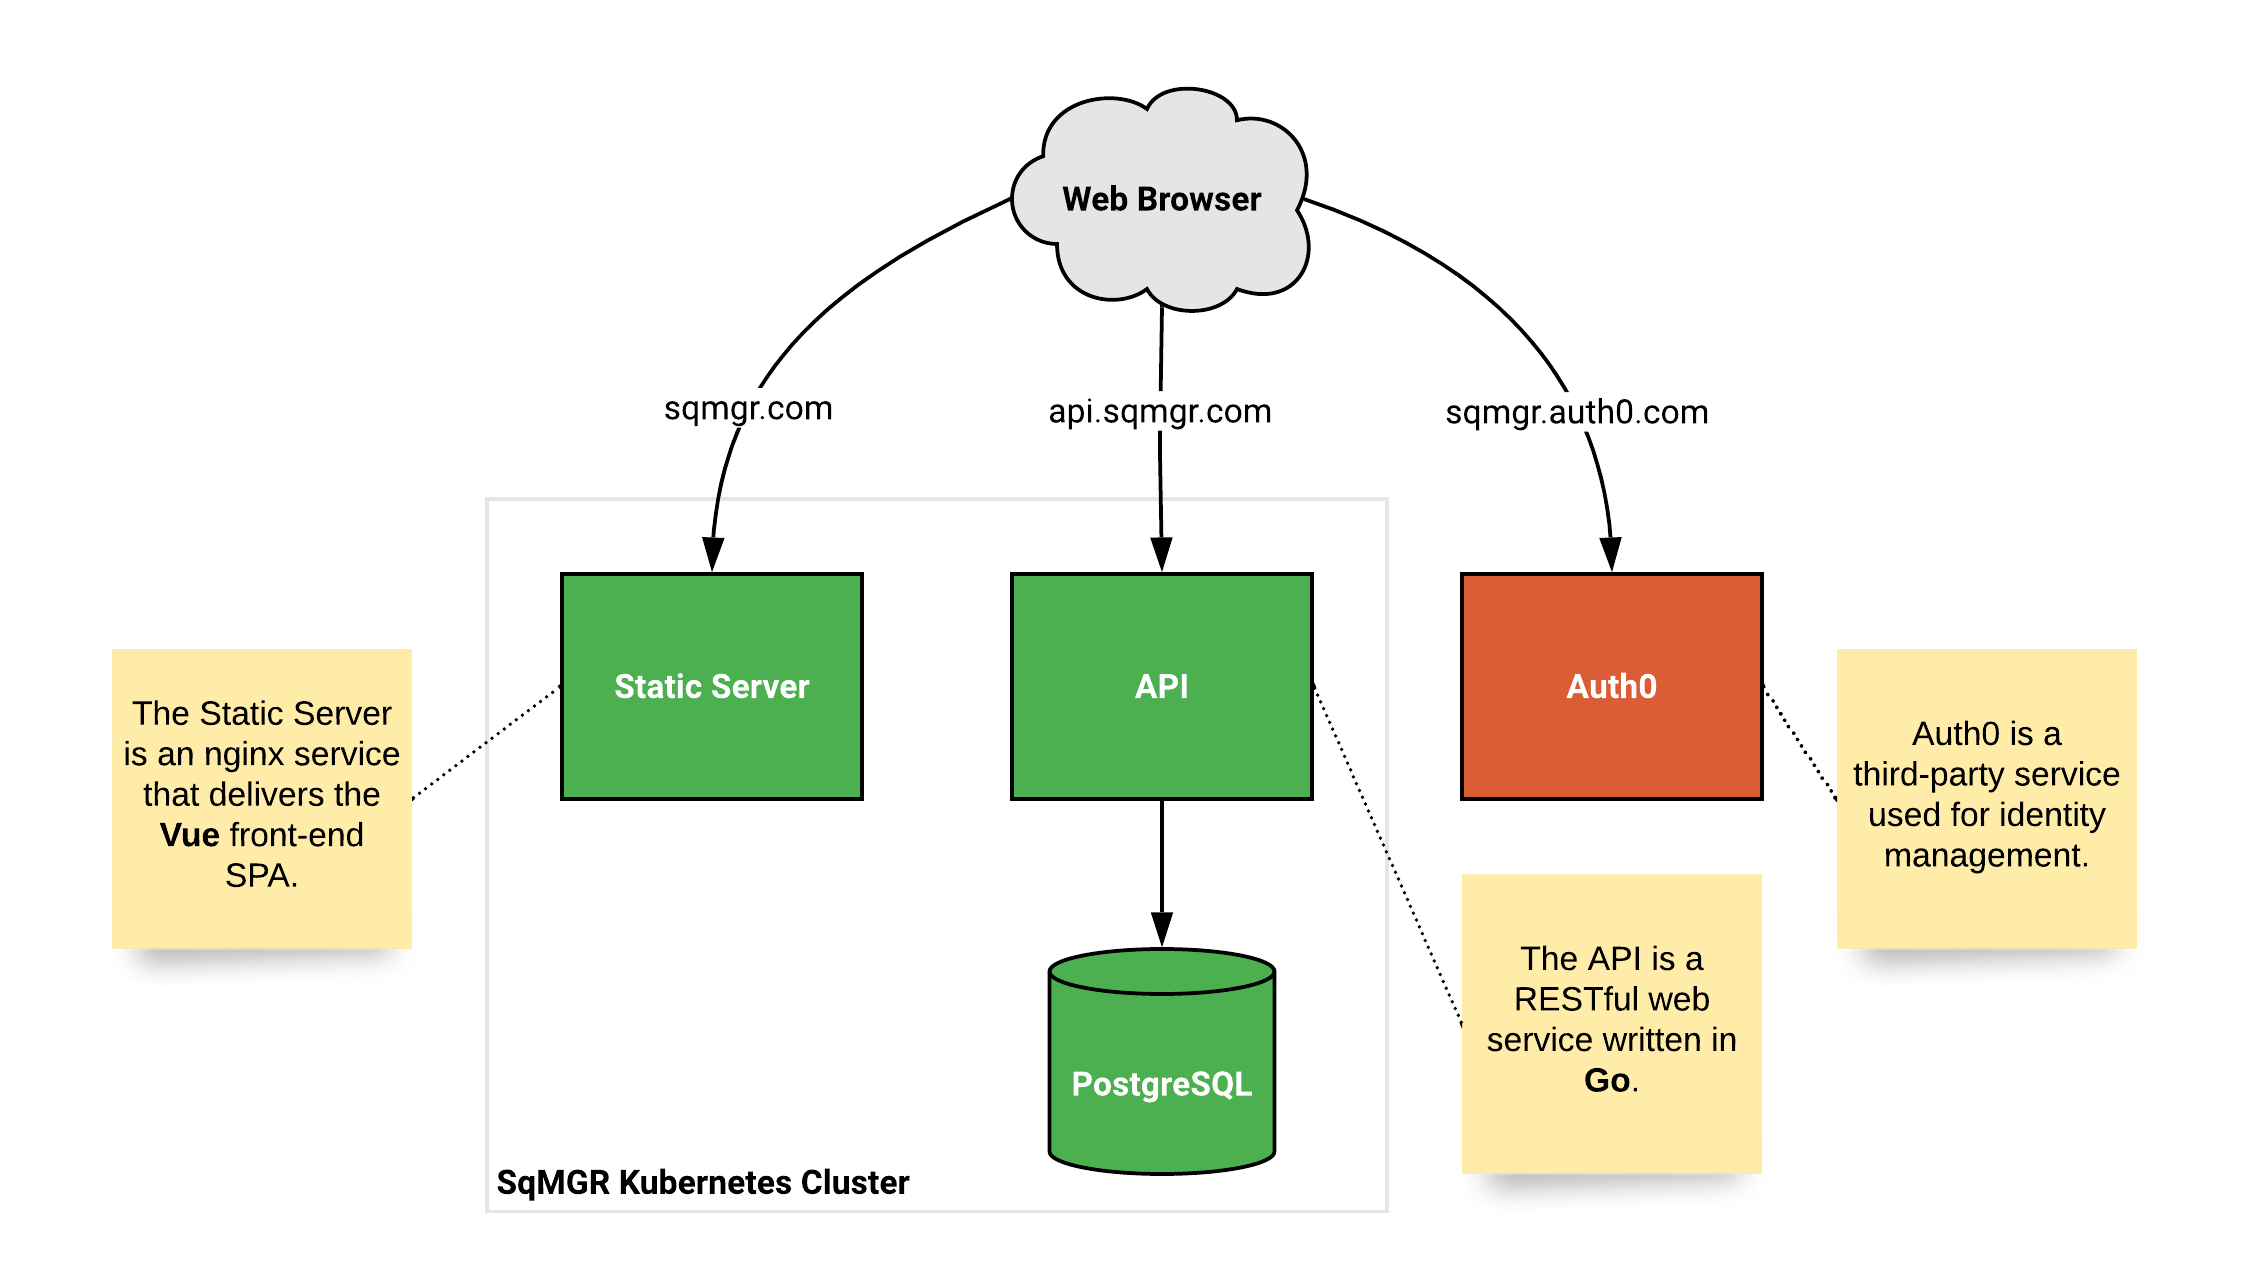 Web Browser
sqmgr.com
api.sqmgr.com
sqmgr.auth0.com
Static Server
API
Auth0
The Static Server
is an nginx service
that delivers the
Vue front-end
SPA.
Auth0 is a
third-party service
used for identity
management.
The API is a
RESTful web
service written in
Go.
PostgreSQL
SqMGR Kubernetes Cluster